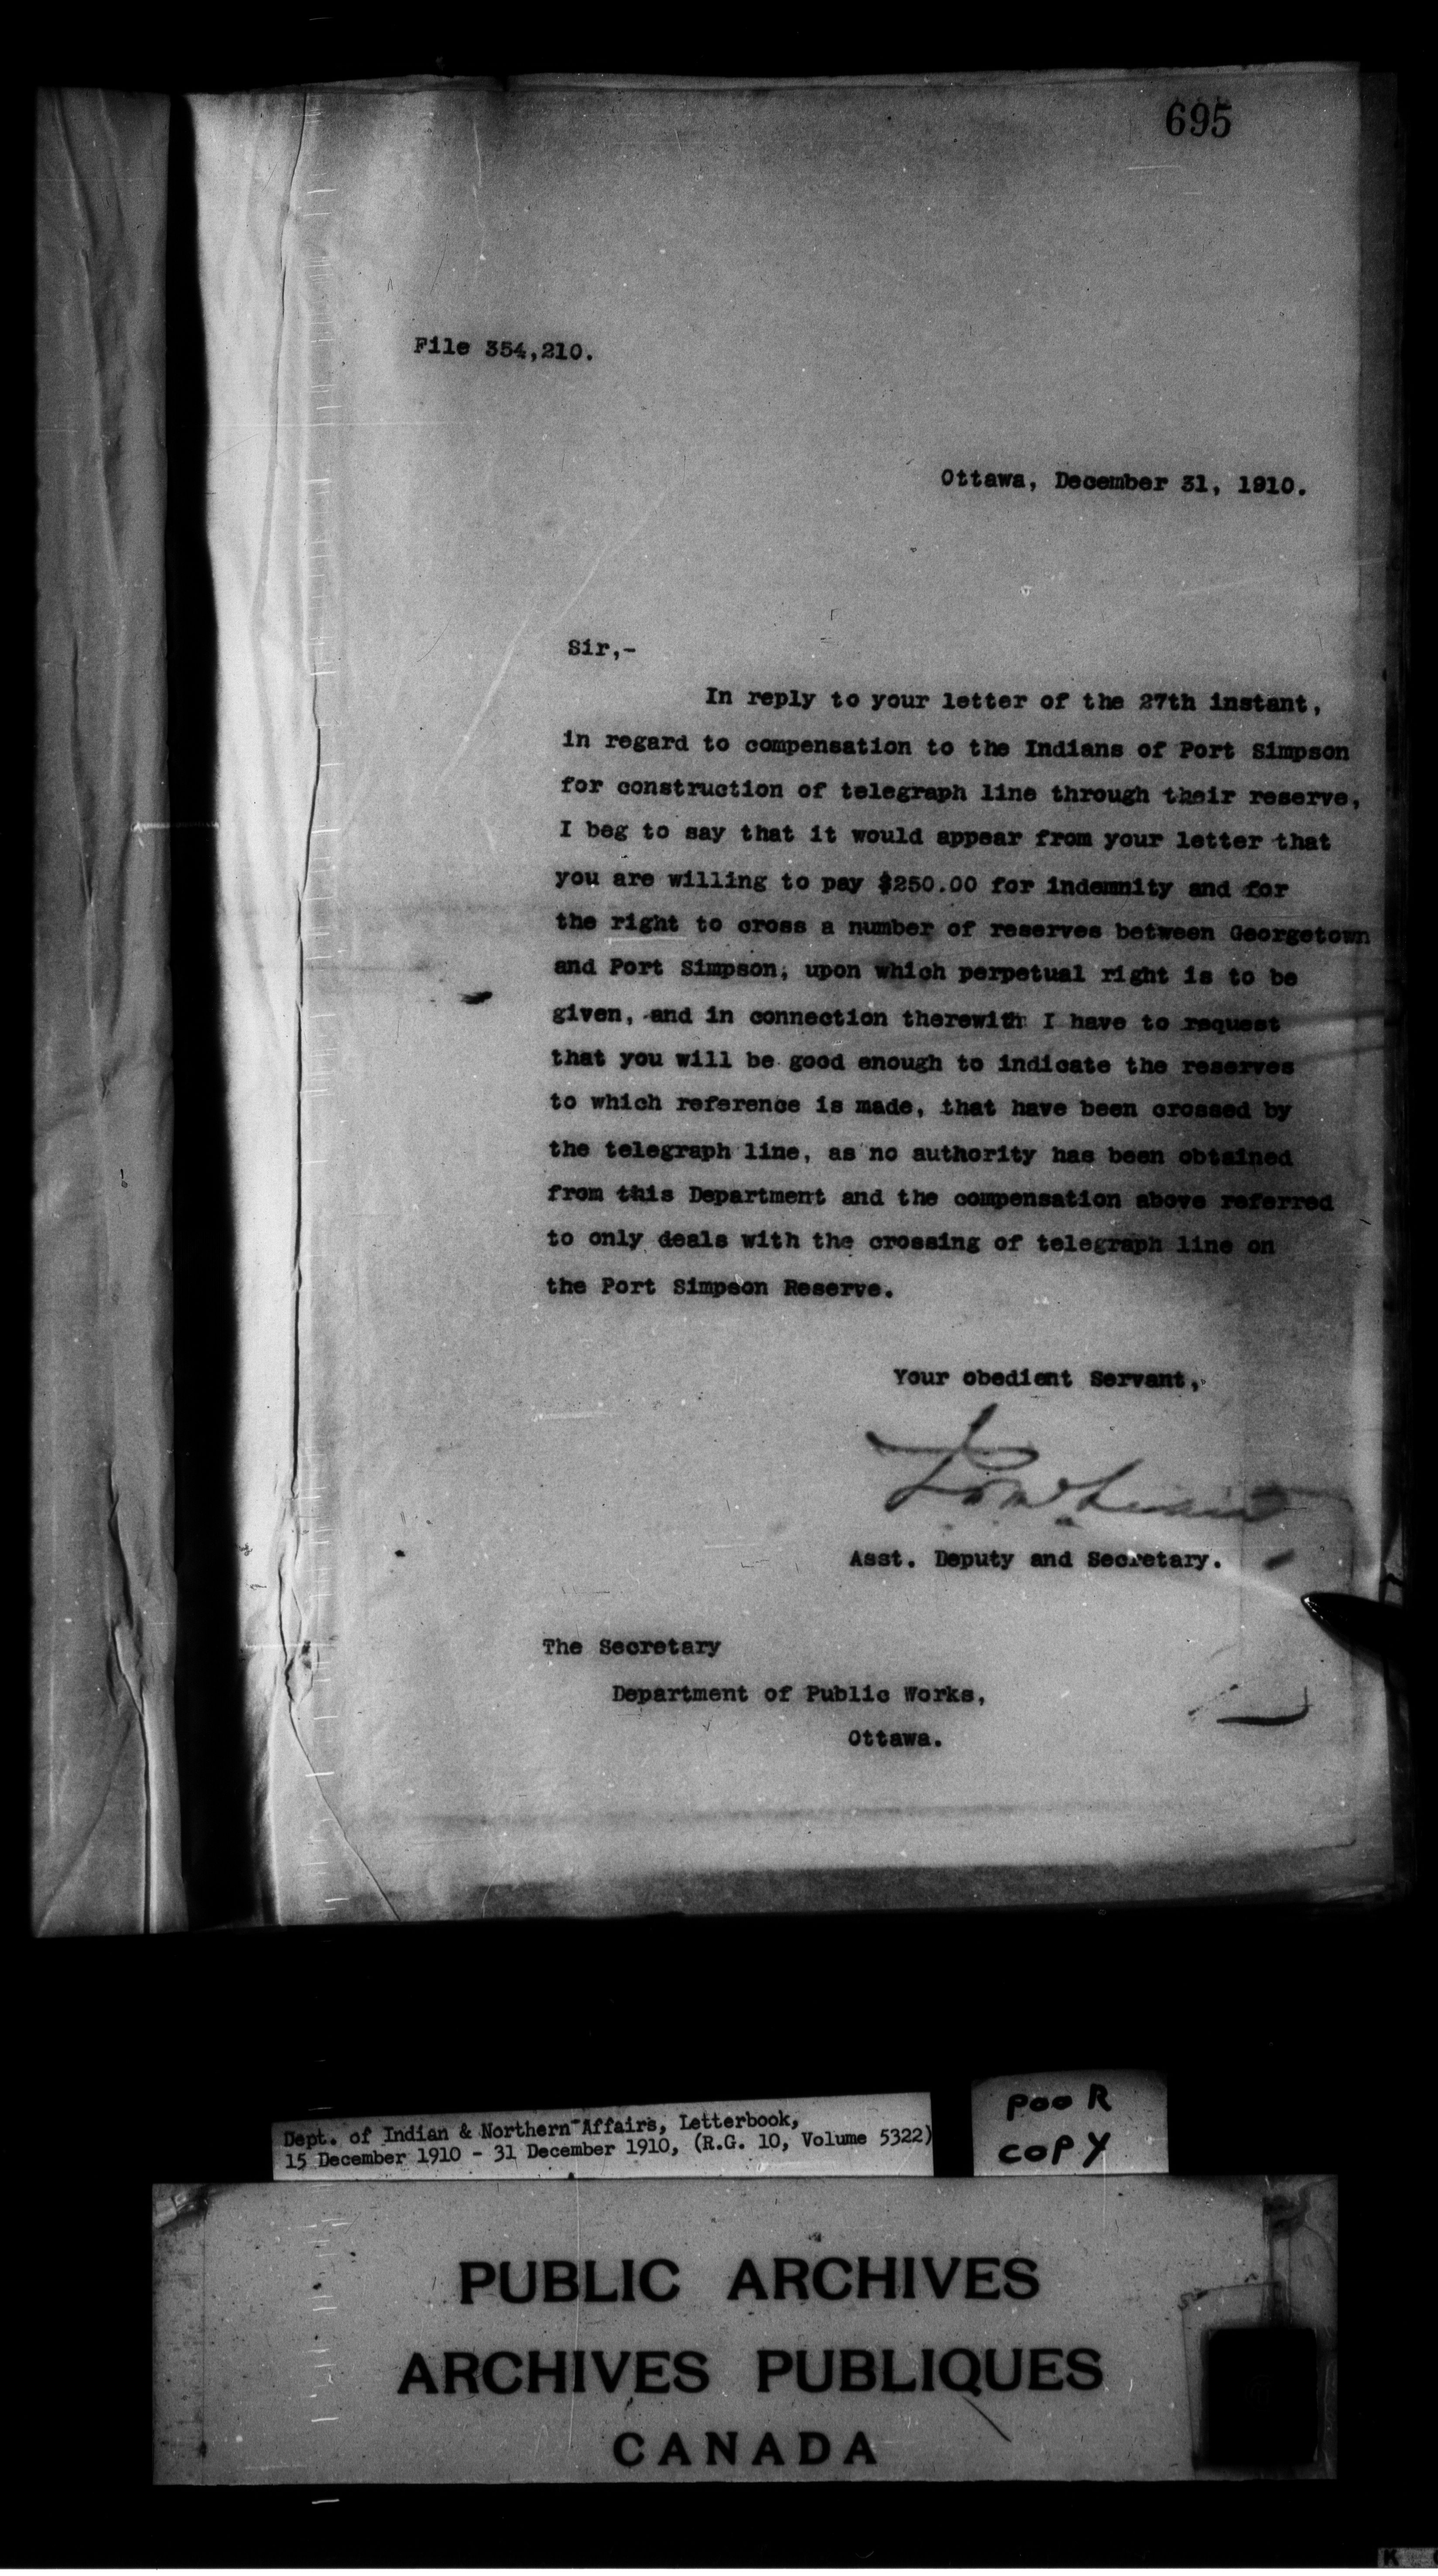 695
File 354,210.
Ottawa, December 31, 1910.
Sir,-
In reply to your letter of the 27th instant,
in regard to compensation to the Indians of Port Simpson
for construction of telegraph line through their reserve,
I beg to say that it would appear from your letter that
you are willing to pay $250.00 for indemnity and for
the right to cross a number of reserves between Georgetown
and Port Simpson, upon which perpetual right is to be
given, and in connection therewith I have to request
that you will be good enough to indicate the reserves
to which reference is made, that have been crossed by
the telegraph line, as no authority has been obtained
from this Department and the compensation above referred
to only deals with the crossing of telegraph line on
the Port Simpson Reserve.
Your obedient Servant,
Asst. Deputy and Secretary.
The Secretary
Department of Public Works,
Ottawa.
Dept. of Indian & Northern Affairs, Letterbook,
15 December 1910 - 31 December 1910, (R.G. 10, Volume 5322)
POOR
COPY
PUBLIC ARCHIVES
ARCHIVES PUBLIQUES
CANADA